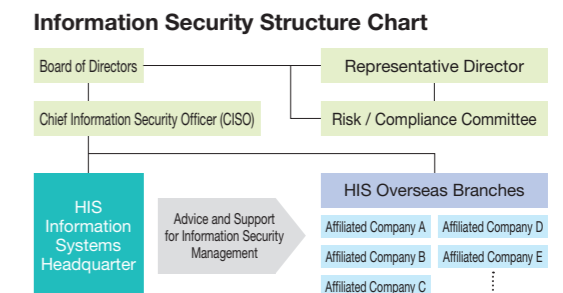 Information Security Structure Chart
Board of Directors
Representative Director
Chief Information Security Officer (CISO)
Risk / Compliance Committee
HIS
Information
Systems
Headquarter
Advice and Support
for Information Security
Management
HIS Overseas Branches
Affiliated Company A
Affiliated Company D
Affiliated Company B
Affiliated Company E
Affiliated Company C